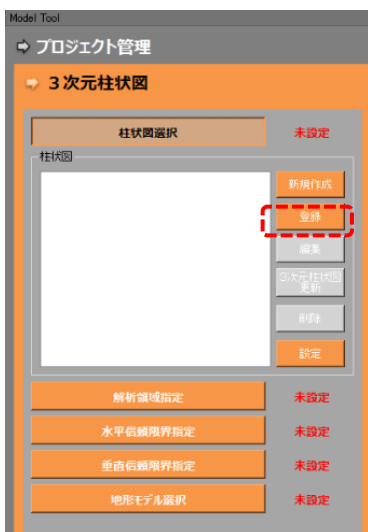 Model Tool
プロジェクト管理
３次元柱状図
柱状図選択 未設定
柱状図
新規作成
登録
編集
3次元柱状図
更新
削除
設定
解析領域指定 未設定
水平信頼限界指定 未設定
垂直信頼限界指定 未設定
地形モデル選択 未設定